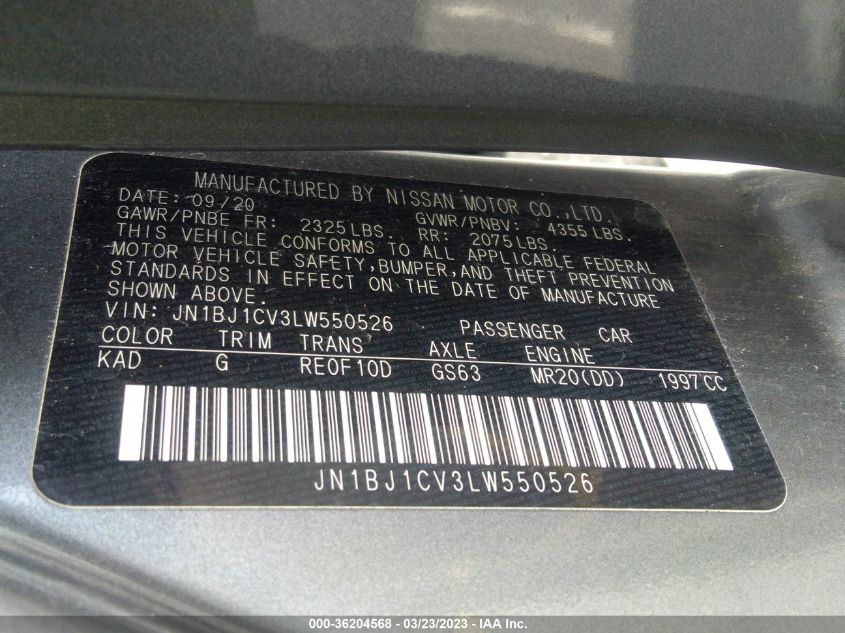 MANUFACTURED BY NISSAN MOTOR CO.,LTD.
DATE: 09/20 GVWR/PNBV: 4355 LBS.
GAWR/PNBE FR: 2325 LBS. RR: 2075 LBS.
THIS VEHICLE CONFORMS TO ALL APPLICABLE FEDERAL
MOTOR VEHICLE SAFETY,BUMPER,AND THEFT PREVENTION
STANDARDS IN EFFECT ON THE DATE OF MANUFACTURE
SHOWN ABOVE.
VIN: JN1BJ1CV3LW550526 PASSENGER CAR
COLOR TRIM TRANS AXLE ENGINE
KAD G RE0F10D GS63 MR20(DD) 1997CC
JN1BJ1CV3LW550526
000-36204568 - 03/23/2023 - IAA Inc.